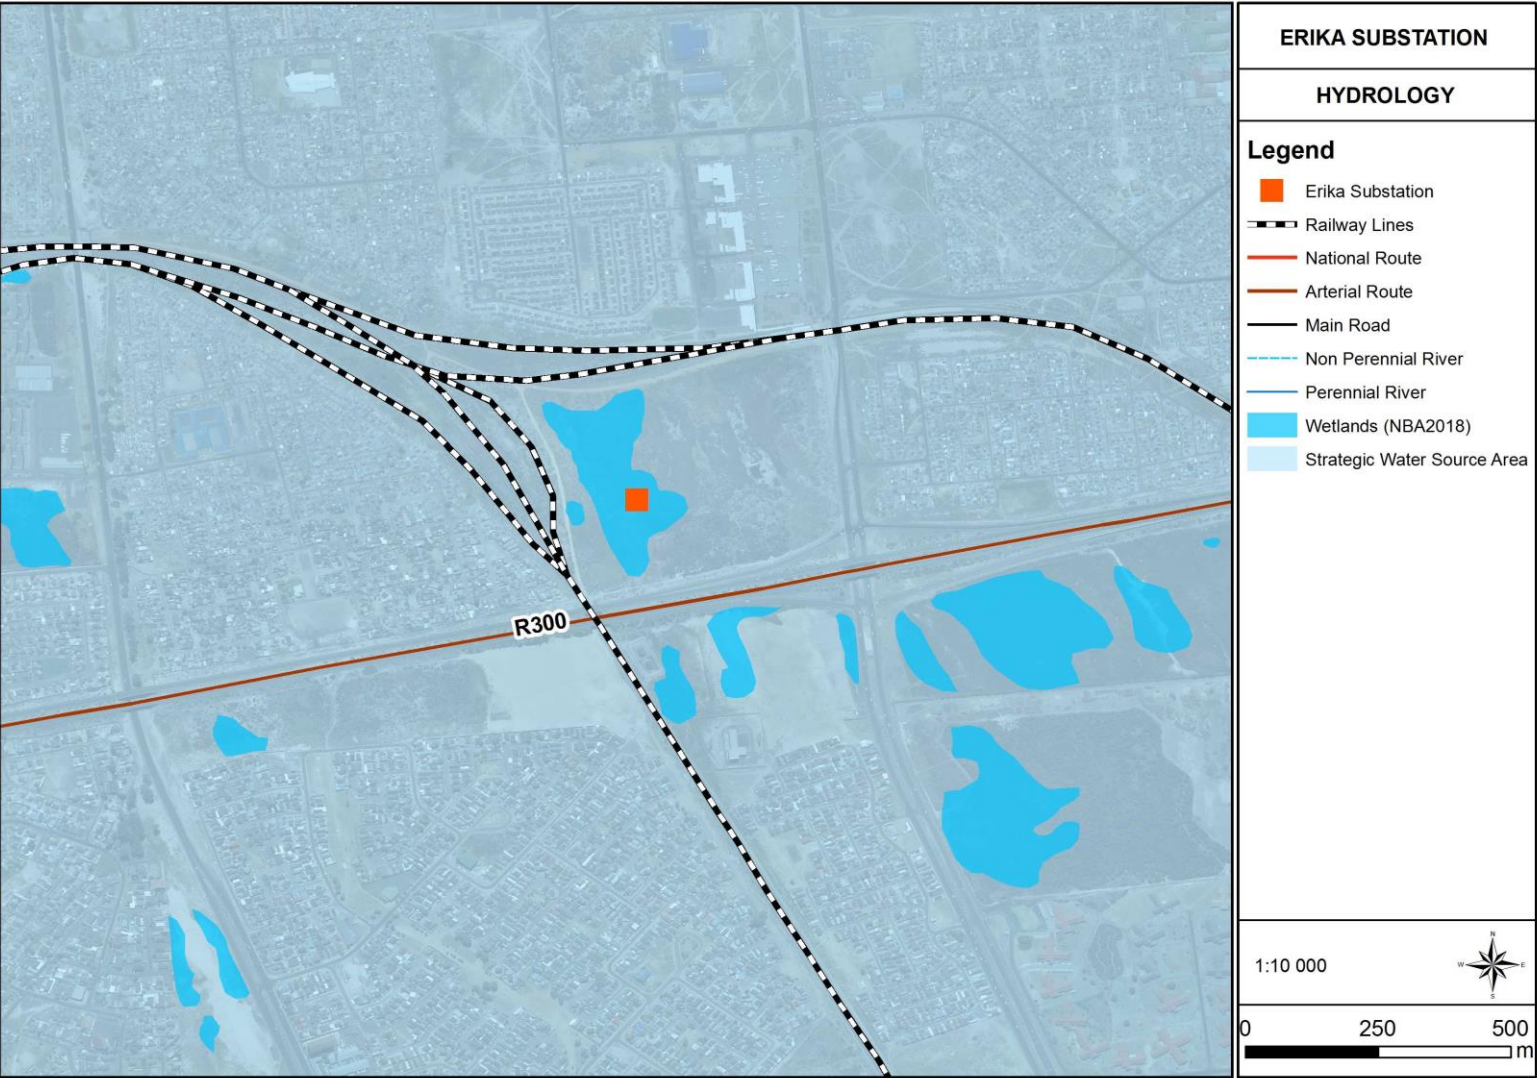 ERIKA SUBSTATION
HYDROLOGY
Legend
Erika Substation
Railway Lines
National Route
Arterial Route
Main Road
Non Perennial River
Perennial River
Wetlands (NBA2018)
Strategic Water Source Area
R300
1:10 000
N
W E
S
0 250 500
m